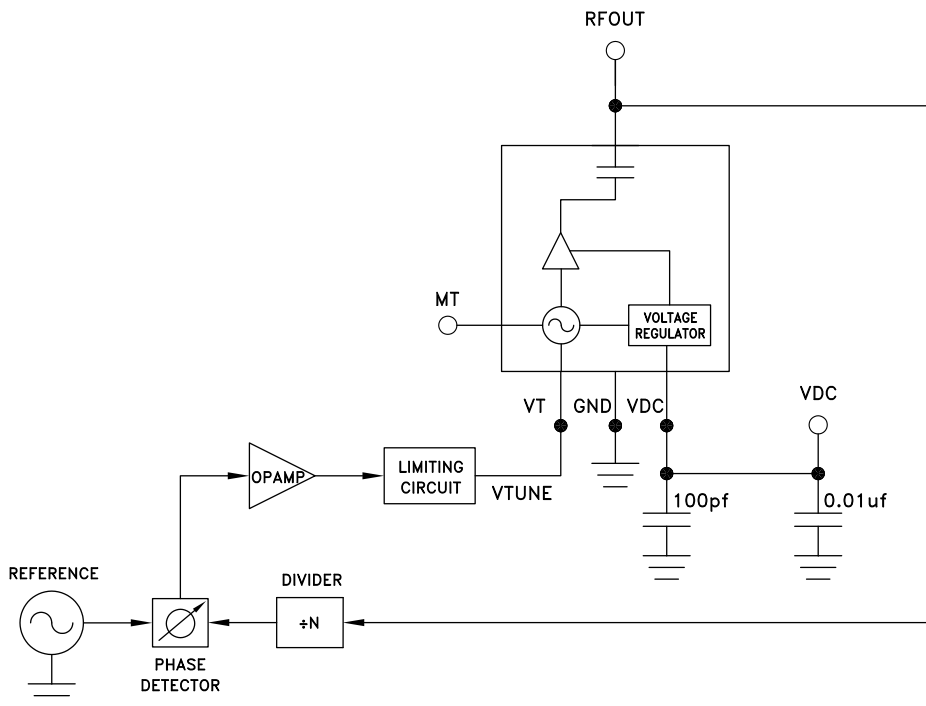 RFOUT
MT
VOLTAGE
REGULATOR
VDC
VT
GND
VDC
OPAMP
LIMITING
CIRCUIT
VTUNE
100pf
0.01uf
REFERENCE
DIVIDER
÷N
PHASE
DETECTOR